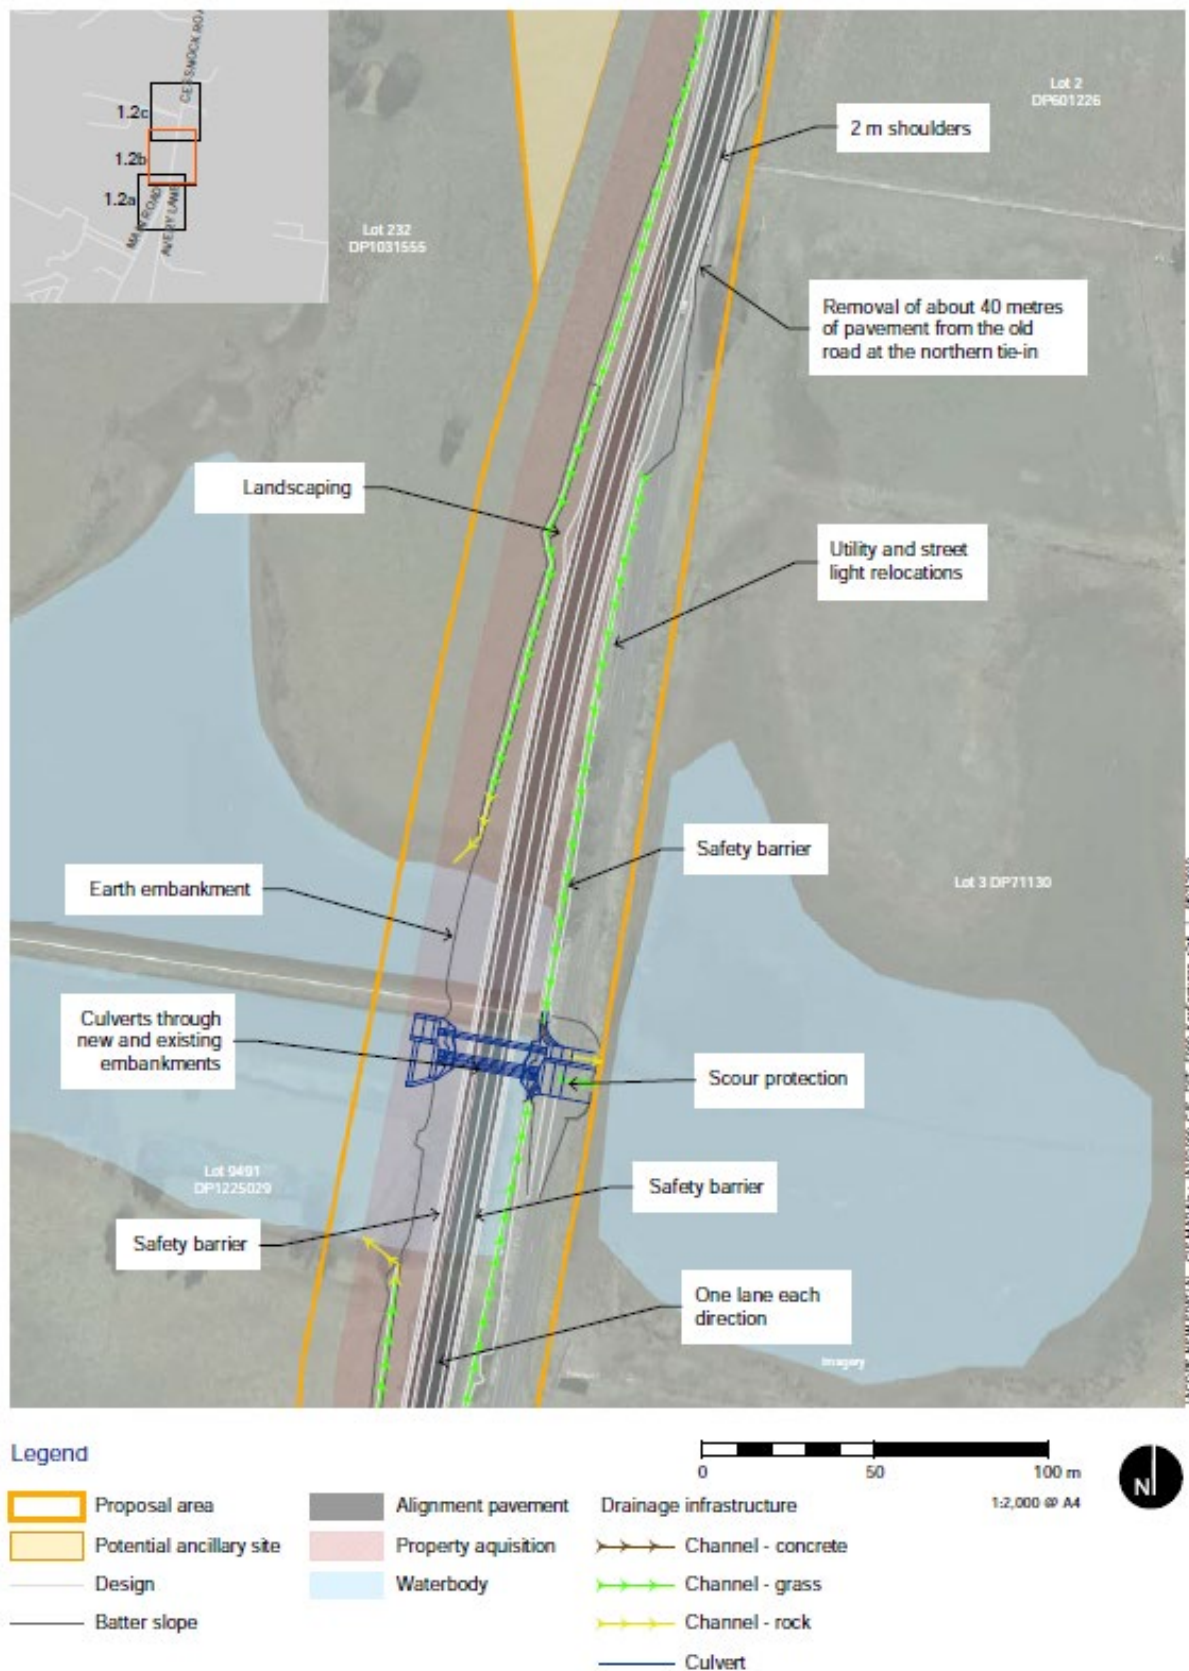 CESSNOCK ROA
1.2c
1.2b
1.2a
MAIN ROAD
AVERY LANE
Lot 2
DP601226
2 m shoulders
Lot 232
DP1031555
Removal of about 40 metres
of pavement from the old
road at the northern tie-in
Landscaping
Utility and street
light relocations
Safety barrier
Lot 3 DP71130
Earth embankment
Culverts through
new and existing
embankments
Scour protection
Lot 9491
DP1225029
Safety barrier
Safety barrier
One lane each
direction
Imagery
Legend
0 50 100 m
1:2,000 @ A4
N
Proposal area
Potential ancillary site
Design
Batter slope
Alignment pavement
Property aquisition
Waterbody
Drainage infrastructure
Channel - concrete
Channel - grass
Channel - rock
Culvert